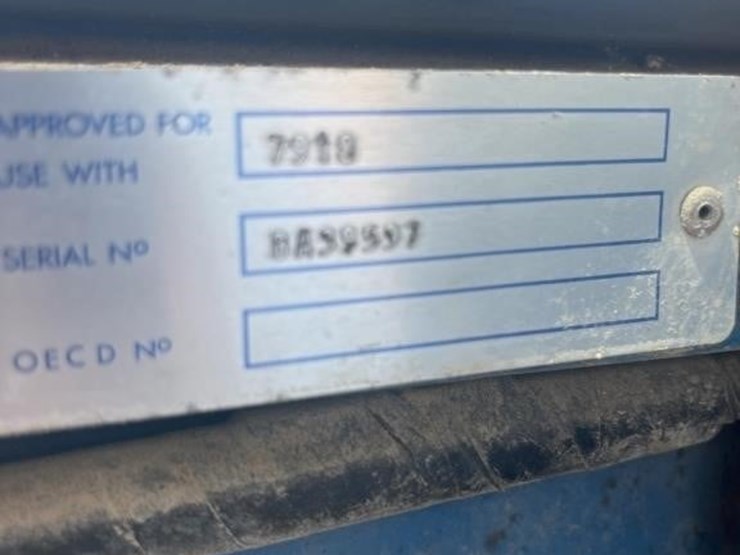 APPROVED FOR
USE WITH
7910
SERIAL Nº
OECD Nº